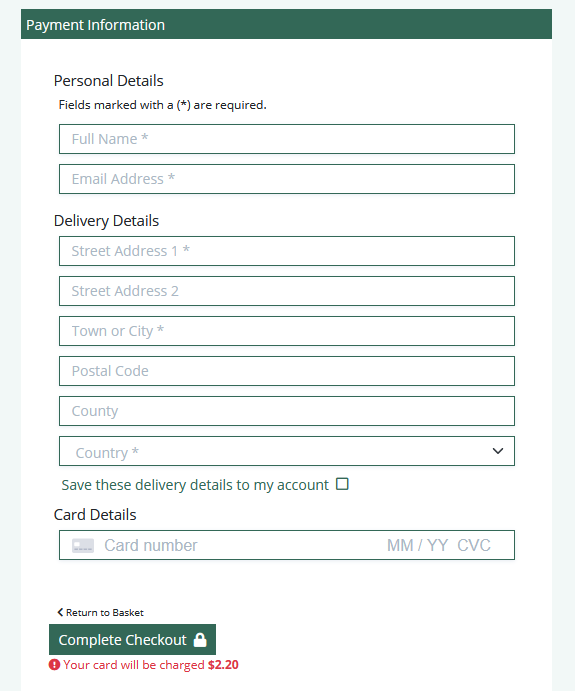 Payment Information
Personal Details
Fields marked with a (*) are required.
Full Name *
Email Address *
Delivery Details
Street Address 1 *
Street Address 2
Town or City *
Postal Code
County
Country *
Save these delivery details to my account
Card Details
Card number MM / YY CVC
Return to Basket
Complete Checkout
Your card will be charged $2.20